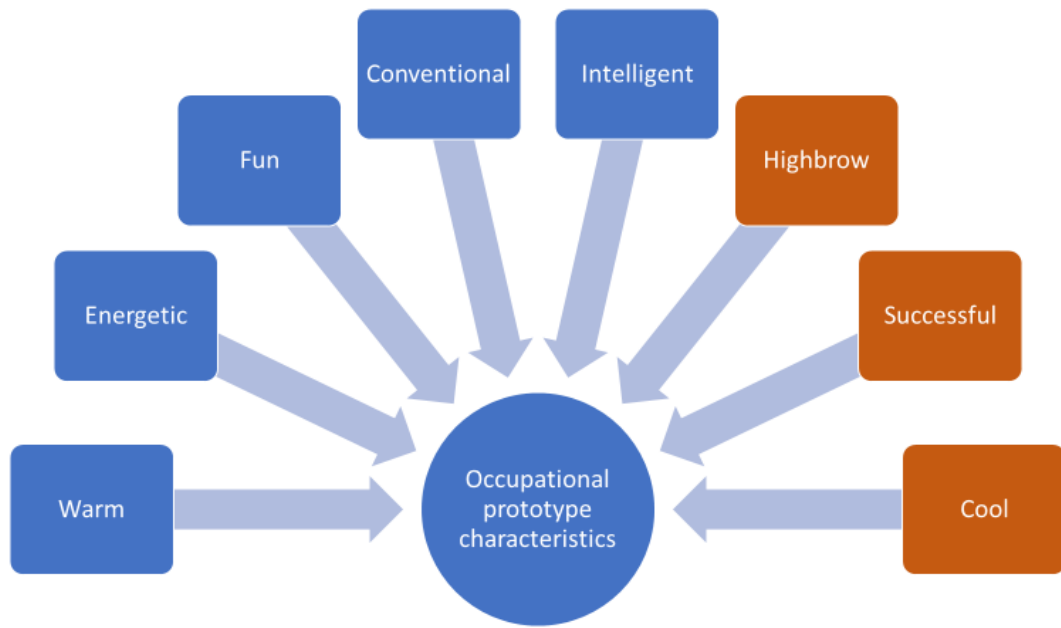 Conventional
Intelligent
Fun
Highbrow
Energetic
Successful
Warm
Occupational
prototype
characteristics
Cool